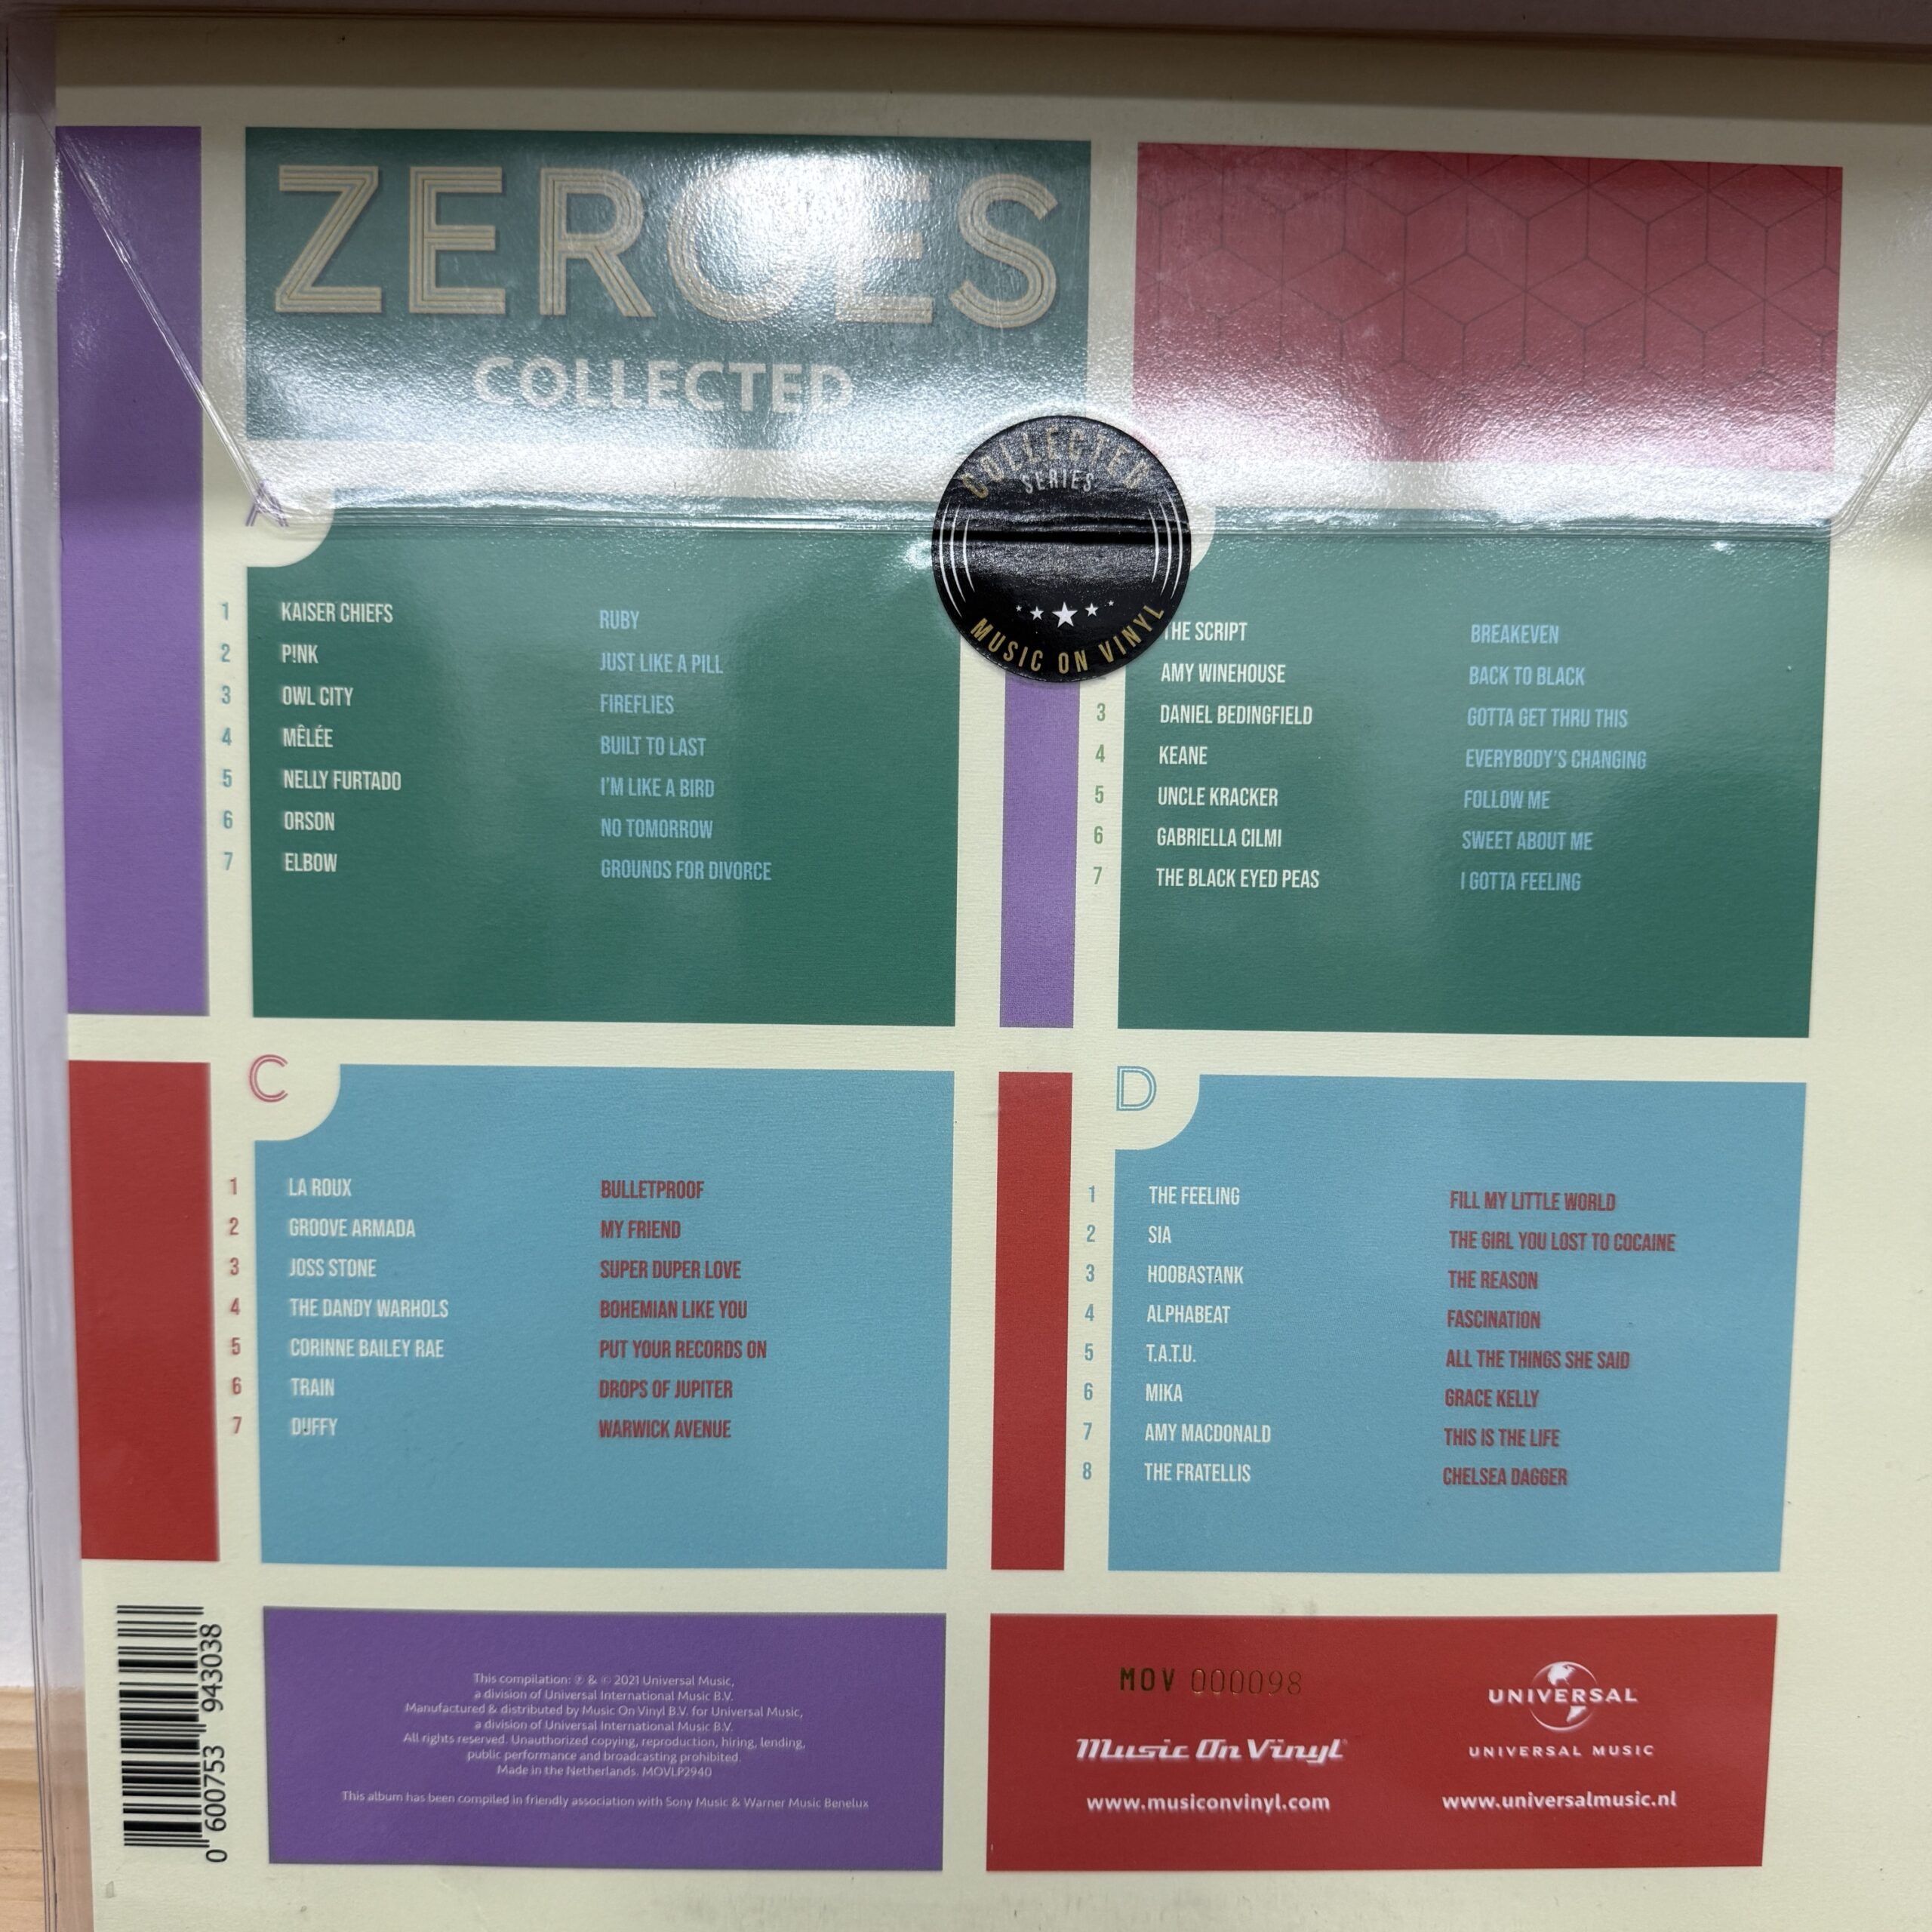 ZEROES
COLLECTED
COLLECTED
SERIES
MUSIC ON VINYL
A
1 KAISER CHIEFS RUBY
2 P!NK JUST LIKE A PILL
3 OWL CITY FIREFLIES
4 MÊLÉE BUILT TO LAST
5 NELLY FURTADO I'M LIKE A BIRD
6 ORSON NO TOMORROW
7 ELBOW GROUNDS FOR DIVORCE
THE SCRIPT BREAKEVEN
AMY WINEHOUSE BACK TO BLACK
3 DANIEL BEDINGFIELD GOTTA GET THRU THIS
4 KEANE EVERYBODY'S CHANGING
5 UNCLE KRACKER FOLLOW ME
6 GABRIELLA CILMI SWEET ABOUT ME
7 THE BLACK EYED PEAS I GOTTA FEELING
C
1 LA ROUX BULLETPROOF
2 GROOVE ARMADA MY FRIEND
3 JOSS STONE SUPER DUPER LOVE
4 THE DANDY WARHOLS BOHEMIAN LIKE YOU
5 CORINNE BAILEY RAE PUT YOUR RECORDS ON
6 TRAIN DROPS OF JUPITER
7 DUFFY WARWICK AVENUE
D
1 THE FEELING FILL MY LITTLE WORLD
2 SIA THE GIRL YOU LOST TO COCAINE
3 HOOBASTANK THE REASON
4 ALPHABEAT FASCINATION
5 T.A.T.U. ALL THE THINGS SHE SAID
6 MIKA GRACE KELLY
7 AMY MACDONALD THIS IS THE LIFE
8 THE FRATELLIS CHELSEA DAGGER
0 600753 943038
This compilation: ℗ & © 2021 Universal Music,
a division of Universal International Music B.V.
Manufactured & distributed by Music On Vinyl B.V. for Universal Music,
a division of Universal International Music B.V.
All rights reserved. Unauthorized copying, reproduction, hiring, lending,
public performance and broadcasting prohibited.
Made in the Netherlands. MOVLP2940
This album has been compiled in friendly association with Sony Music & Warner Music Benelux
MOV 000098
Music On Vinyl
www.musiconvinyl.com
UNIVERSAL
UNIVERSAL MUSIC
www.universalmusic.nl